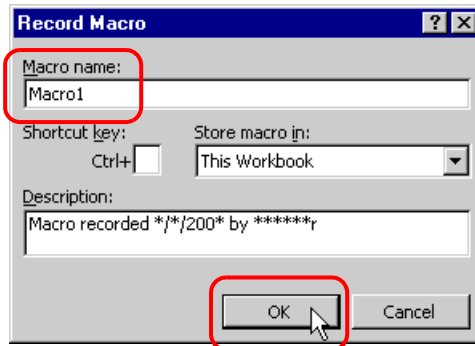 Record Macro
Macro name:
Macro1
Shortcut key: Store macro in:
Ctrl+ This Workbook
Description:
Macro recorded */*/200* by ******r
OK Cancel